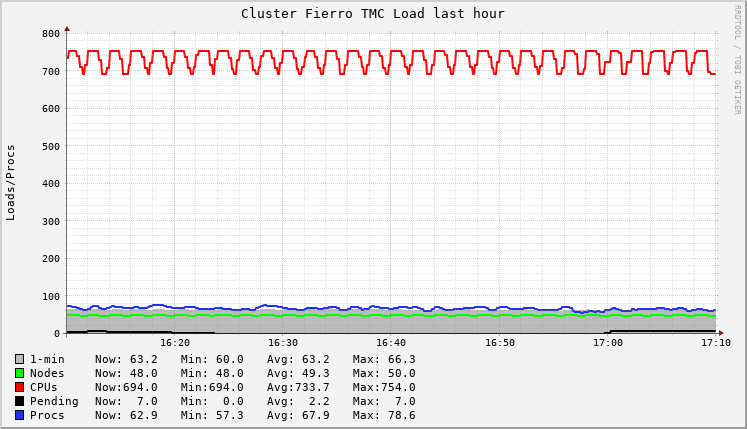 Cluster Fierro TMC Load last hour
RRDTOOL / TOBI OETIKER
Loads/Procs
800
700
600
500
400
300
200
100
0
16:20 16:30 16:40 16:50 17:00 17:10
1-min Now: 63.2 Min: 60.0 Avg: 63.2 Max: 66.3
Nodes Now: 48.0 Min: 48.0 Avg: 49.3 Max: 50.0
CPUs Now:694.0 Min:694.0 Avg:733.7 Max:754.0
Pending Now: 7.0 Min: 0.0 Avg: 2.2 Max: 7.0
Procs Now: 62.9 Min: 57.3 Avg: 67.9 Max: 78.6